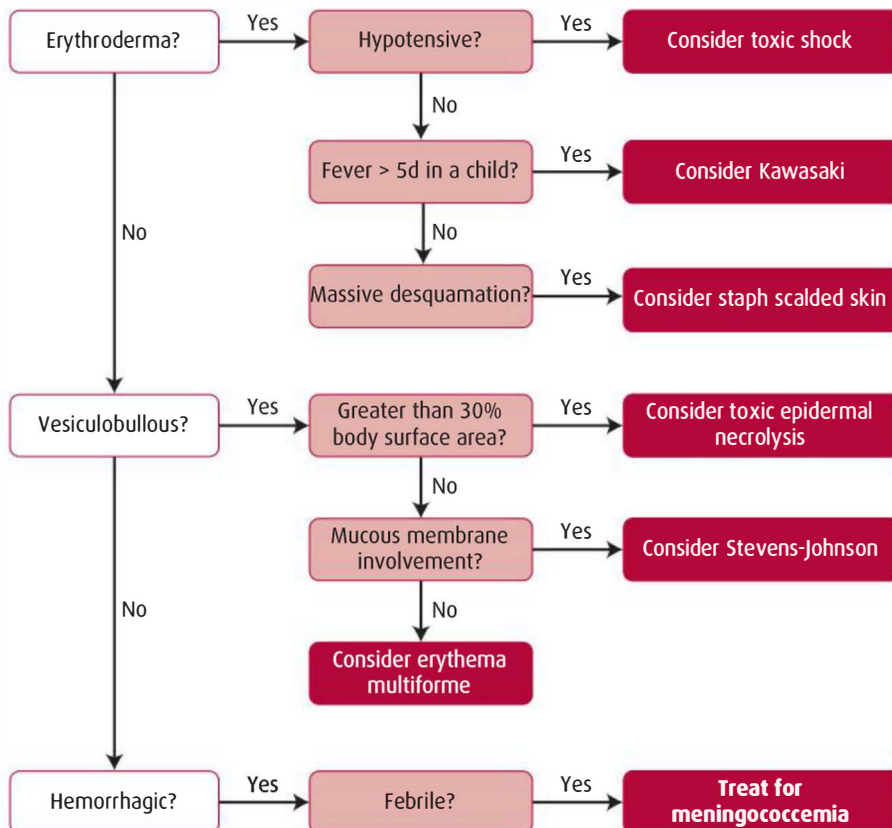 Erythroderma?
Yes
Hypotensive?
Yes
Consider toxic shock
No
Fever > 5d in a child?
Yes
Consider Kawasaki
No
No
Massive desquamation?
Yes
Consider staph scalded skin
Vesiculobullous?
Yes
Greater than 30%
body surface area?
Yes
Consider toxic epidermal
necrolysis
No
Mucous membrane
involvement?
Yes
Consider Stevens-Johnson
No
No
Consider erythema
multiforme
Hemorrhagic?
Yes
Febrile?
Yes
Treat for
meningococcemia